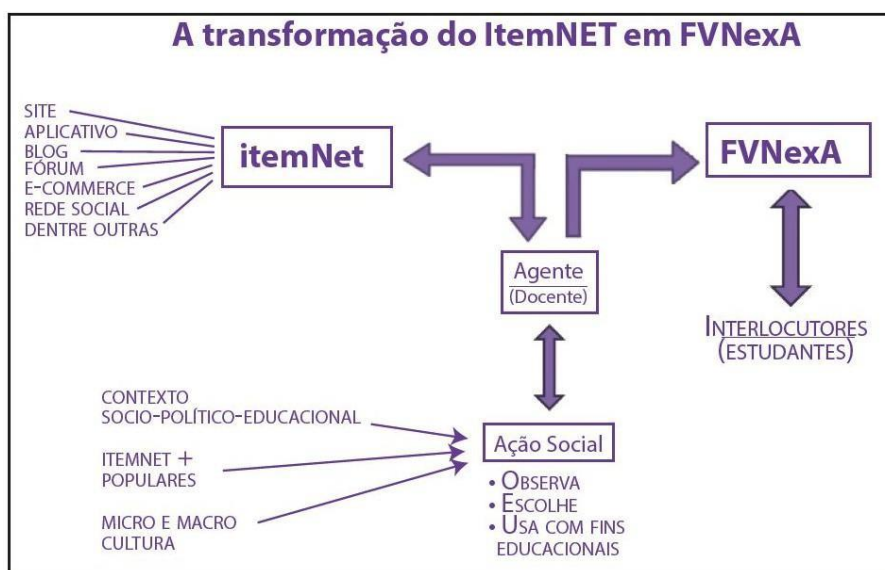 A transformação do ItemNET em FVNexA
SITE
APLICATIVO
BLOG
FÓRUM
E-COMMERCE
REDE SOCIAL
DENTRE OUTRAS
itemNet
FVNexA
Agente
(Docente)
INTERLOCUTORES
(ESTUDANTES)
CONTEXTO
SOCIO-POLÍTICO-EDUCACIONAL
ITEMNET +
POPULARES
MICRO E MACRO
CULTURA
Ação Social
• OBSERVA
• ESCOLHE
• USA COM FINS
EDUCACIONAIS